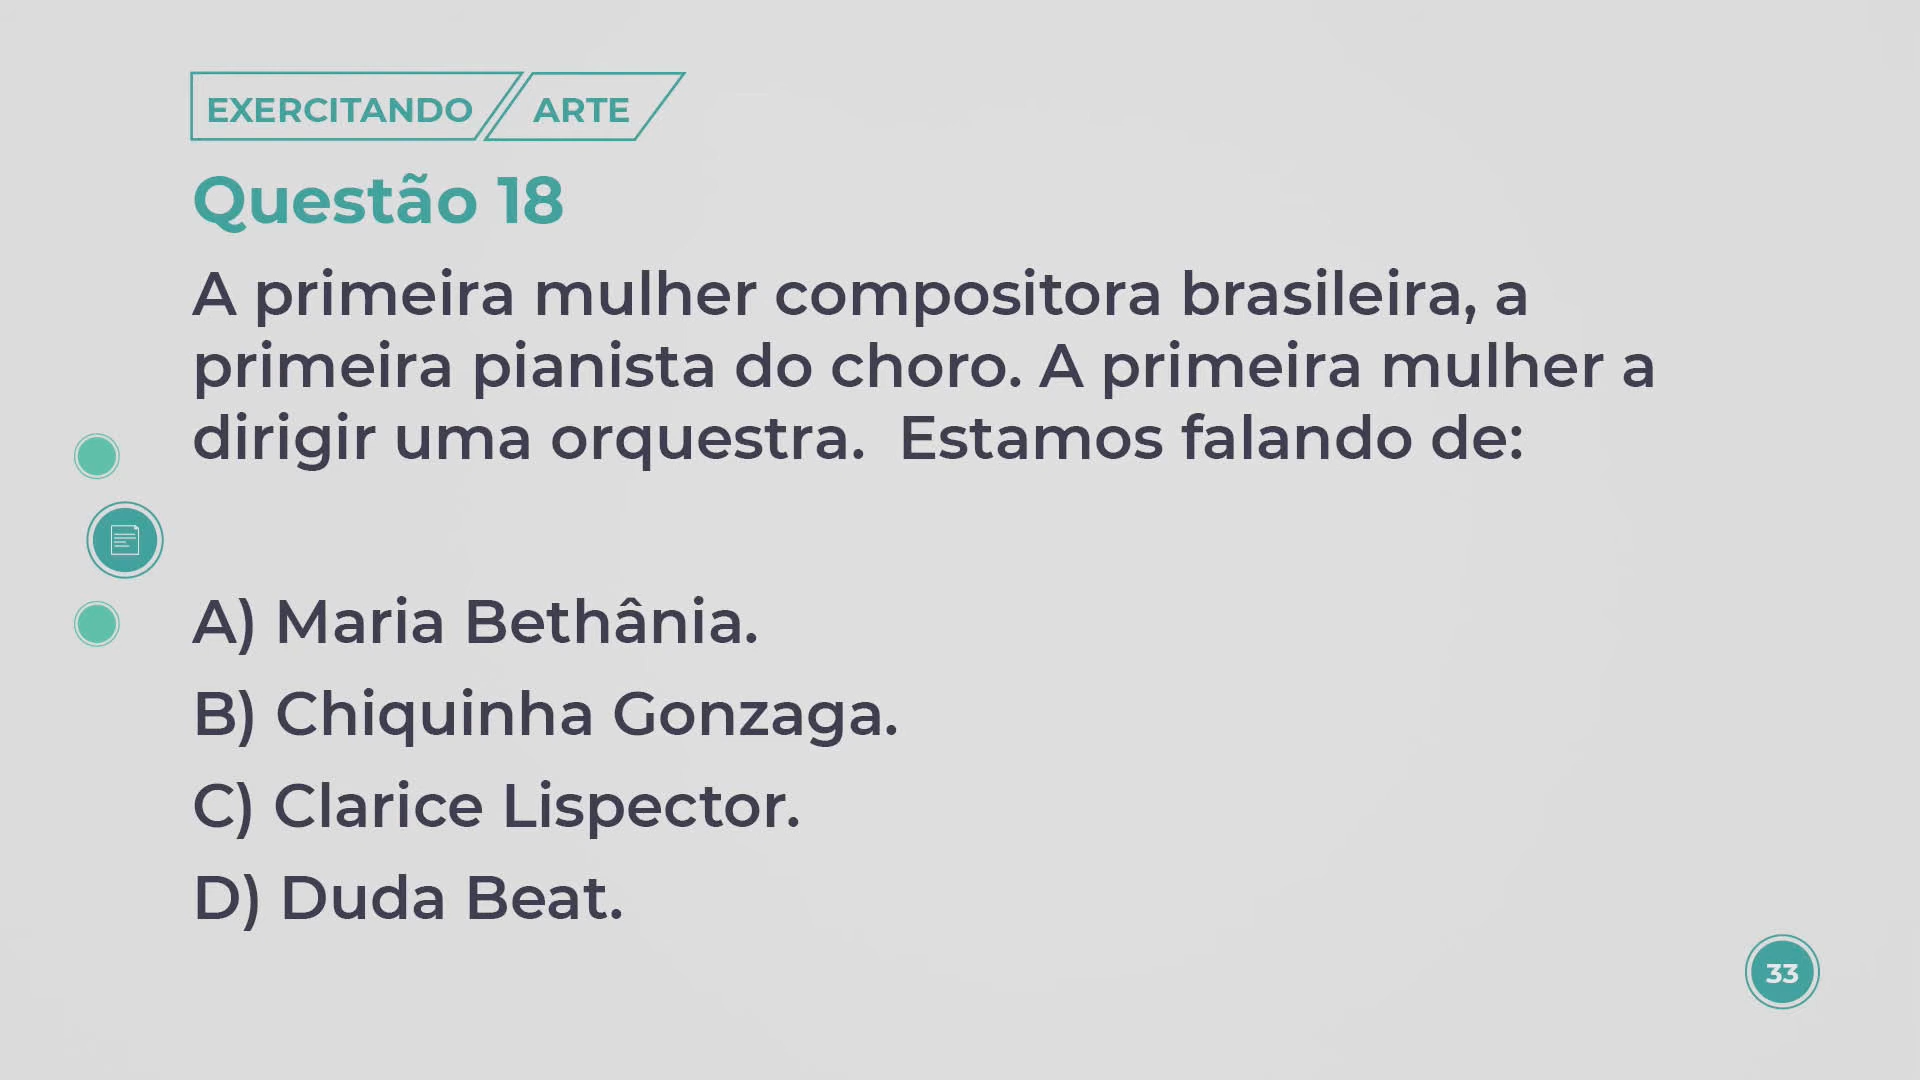 EXERCITANDO ARTE
Questão 18
A primeira mulher compositora brasileira, a
primeira pianista do choro. A primeira mulher a
dirigir uma orquestra.  Estamos falando de:
A) Maria Bethânia.
B) Chiquinha Gonzaga.
C) Clarice Lispector.
D) Duda Beat.
33